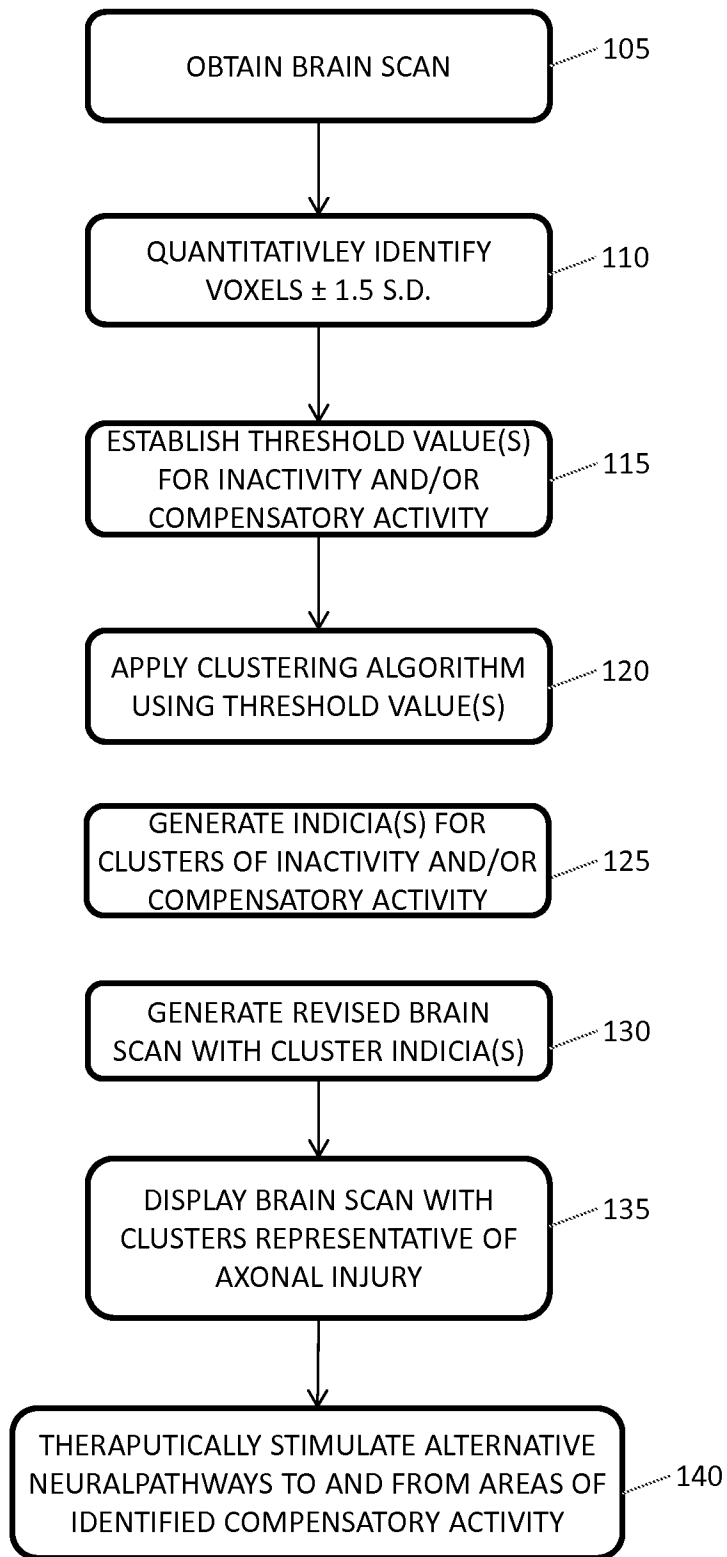 OBTAIN BRAIN SCAN
105
QUANTITATIVLEY IDENTIFY
VOXELS ± 1.5 S.D.
110
ESTABLISH THRESHOLD VALUE(S)
FOR INACTIVITY AND/OR
COMPENSATORY ACTIVITY
115
APPLY CLUSTERING ALGORITHM
USING THRESHOLD VALUE(S)
120
GENERATE INDICIA(S) FOR
CLUSTERS OF INACTIVITY AND/OR
COMPENSATORY ACTIVITY
125
GENERATE REVISED BRAIN
SCAN WITH CLUSTER INDICIA(S)
130
DISPLAY BRAIN SCAN WITH
CLUSTERS REPRESENTATIVE OF
AXONAL INJURY
135
THERAPUTICALLY STIMULATE ALTERNATIVE
NEURALPATHWAYS TO AND FROM AREAS OF
IDENTIFIED COMPENSATORY ACTIVITY
140